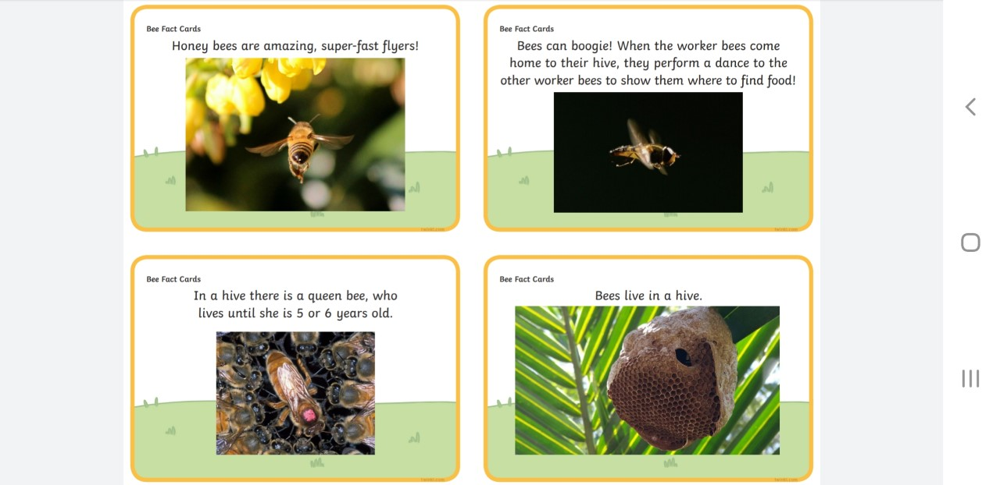 Bee Fact Cards
Honey bees are amazing, super-fast flyers!
Bee Fact Cards
Bees can boogie! When the worker bees come
home to their hive, they perform a dance to the
other worker bees to show them where to find food!
Bee Fact Cards
In a hive there is a queen bee, who
lives until she is 5 or 6 years old.
Bee Fact Cards
Bees live in a hive.